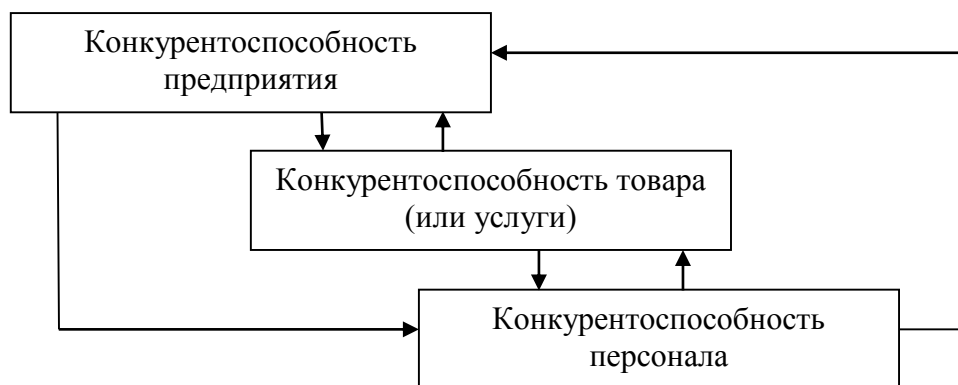 Конкурентоспособность
предприятия
Конкурентоспособность товара
(или услуги)
Конкурентоспособность
персонала